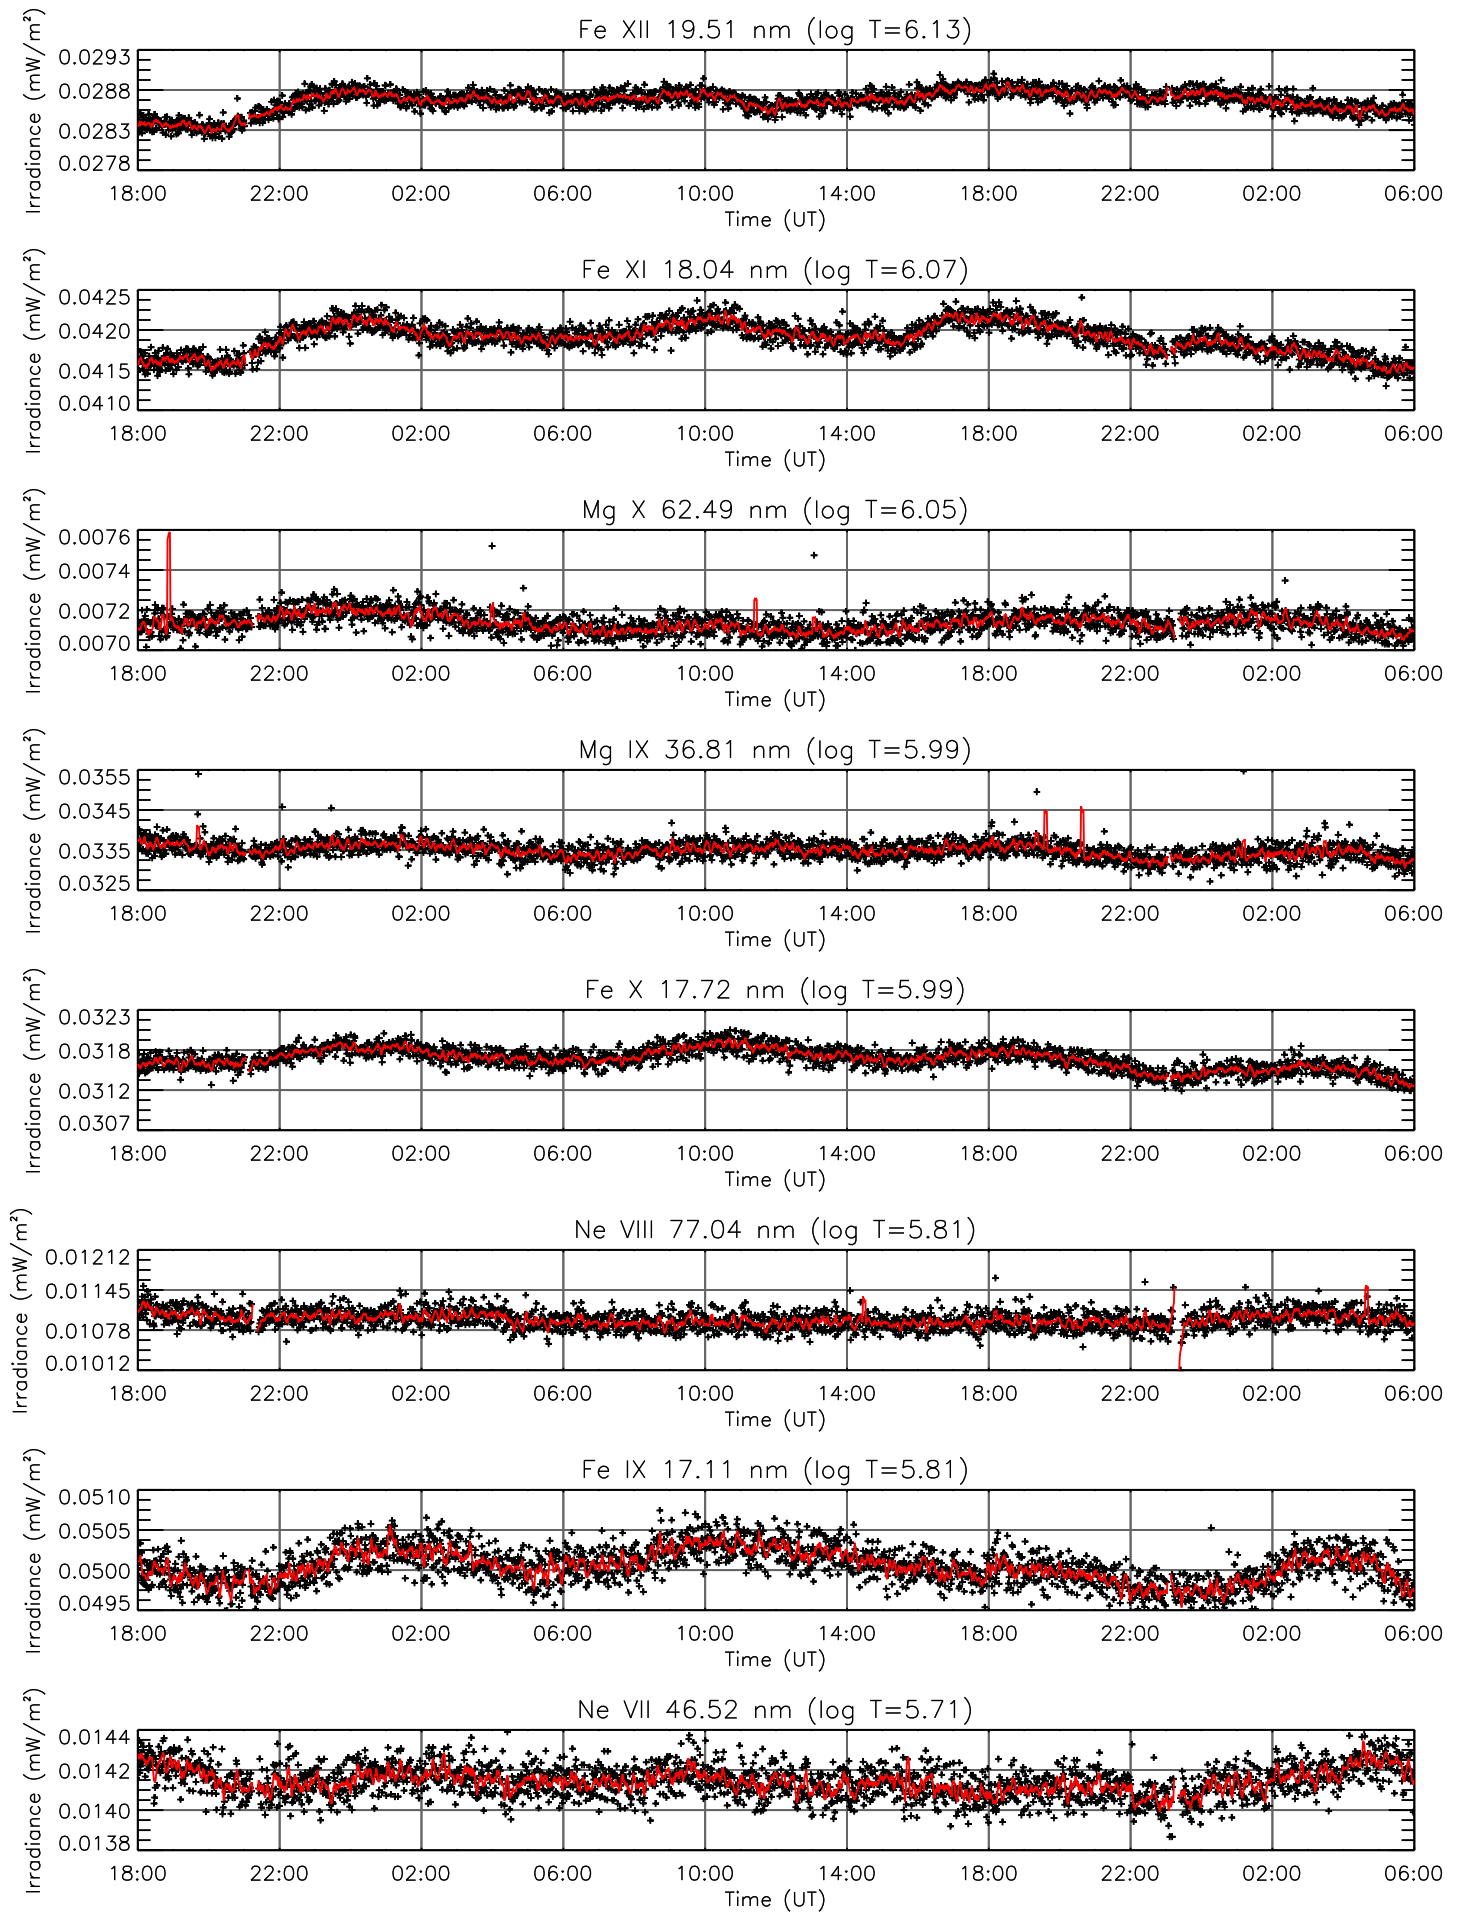 Fe XII 19.51 nm (log T=6.13)
Irradiance (mW/m²)
0.0293
0.0288
0.0283
0.0278
18:00 22:00 02:00 06:00 10:00 14:00 18:00 22:00 02:00 06:00
Time (UT)
Fe XI 18.04 nm (log T=6.07)
Irradiance (mW/m²)
0.0425
0.0420
0.0415
0.0410
18:00 22:00 02:00 06:00 10:00 14:00 18:00 22:00 02:00 06:00
Time (UT)
Mg X 62.49 nm (log T=6.05)
Irradiance (mW/m²)
0.0076
0.0074
0.0072
0.0070
18:00 22:00 02:00 06:00 10:00 14:00 18:00 22:00 02:00 06:00
Time (UT)
Mg IX 36.81 nm (log T=5.99)
Irradiance (mW/m²)
0.0355
0.0345
0.0335
0.0325
18:00 22:00 02:00 06:00 10:00 14:00 18:00 22:00 02:00 06:00
Time (UT)
Fe X 17.72 nm (log T=5.99)
Irradiance (mW/m²)
0.0323
0.0318
0.0312
0.0307
18:00 22:00 02:00 06:00 10:00 14:00 18:00 22:00 02:00 06:00
Time (UT)
Ne VIII 77.04 nm (log T=5.81)
Irradiance (mW/m²)
0.01212
0.01145
0.01078
0.01012
18:00 22:00 02:00 06:00 10:00 14:00 18:00 22:00 02:00 06:00
Time (UT)
Fe IX 17.11 nm (log T=5.81)
Irradiance (mW/m²)
0.0510
0.0505
0.0500
0.0495
18:00 22:00 02:00 06:00 10:00 14:00 18:00 22:00 02:00 06:00
Time (UT)
Ne VII 46.52 nm (log T=5.71)
Irradiance (mW/m²)
0.0144
0.0142
0.0140
0.0138
18:00 22:00 02:00 06:00 10:00 14:00 18:00 22:00 02:00 06:00
Time (UT)